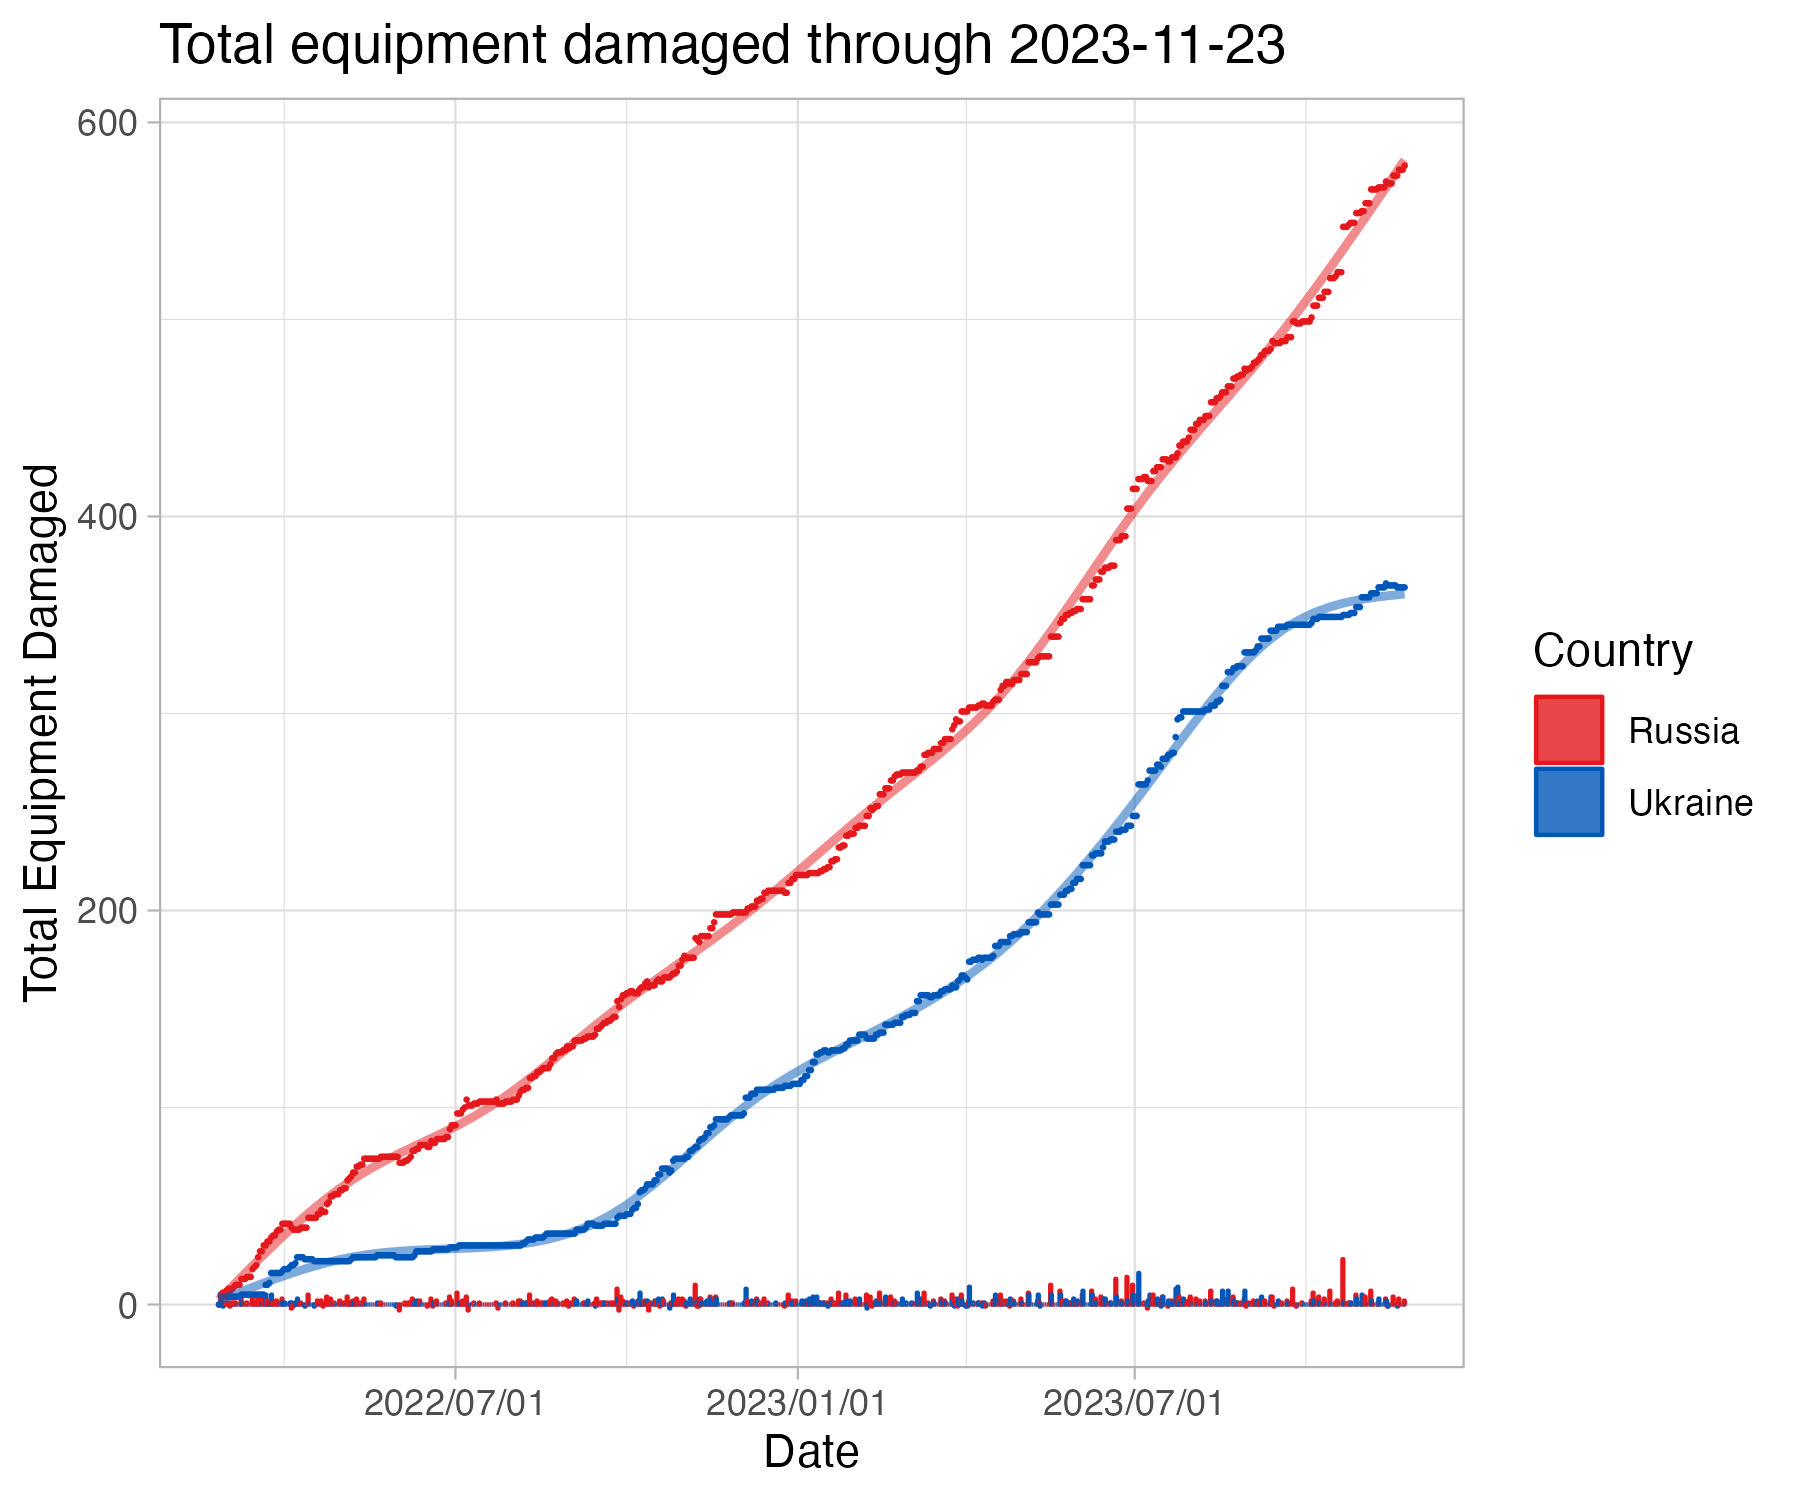 Total equipment damaged through 2023-11-23
Total Equipment Damaged
600
400
200
0
2022/07/01
2023/01/01
2023/07/01
Date
Country
Russia
Ukraine